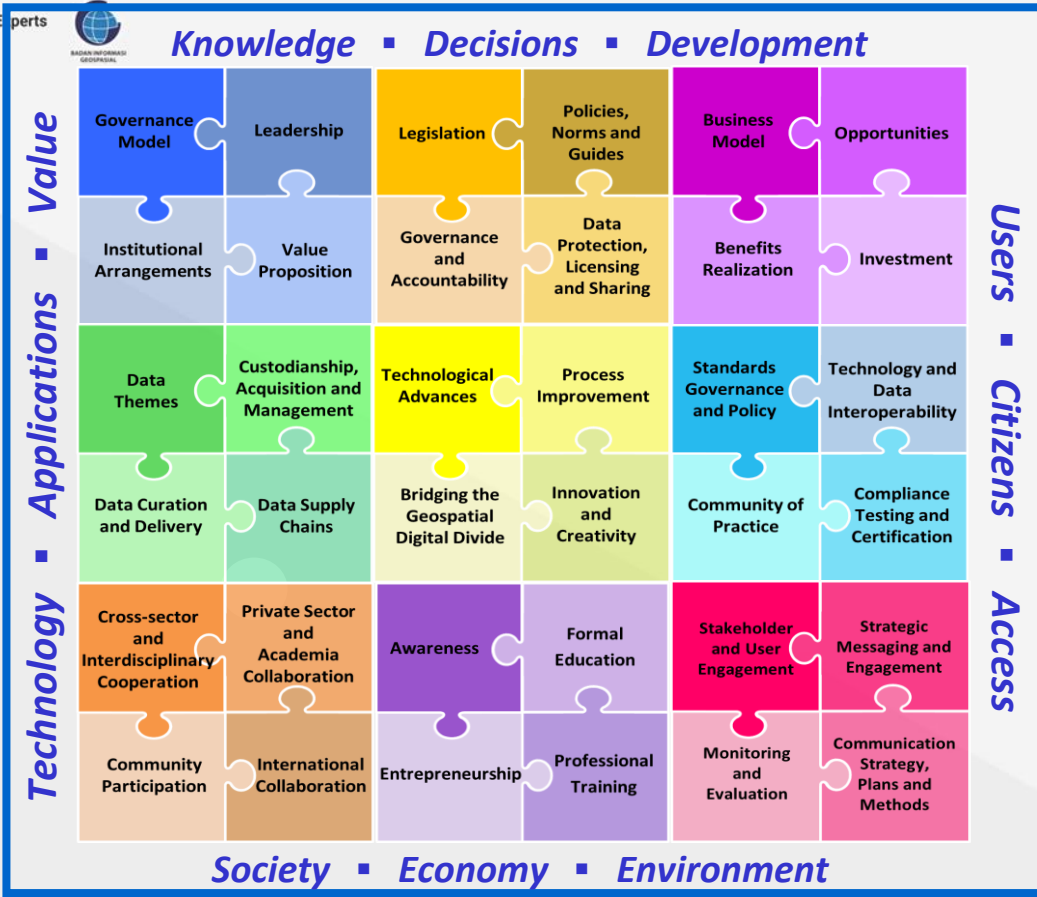 perts
BADAN INFORMASI
GEOSPASIAL
Knowledge ▪ Decisions ▪ Development
Technology ▪ Applications ▪ Value
Governance
Model
Leadership
Institutional
Arrangements
Value
Proposition
Legislation
Policies,
Norms and
Guides
Governance
and
Accountability
Data
Protection,
Licensing
and Sharing
Business
Model
Opportunities
Benefits
Realization
Investment
Data
Themes
Custodianship,
Acquisition and
Management
Data Curation
and Delivery
Data Supply
Chains
Technological
Advances
Process
Improvement
Bridging the
Geospatial
Digital Divide
Innovation
and
Creativity
Standards
Governance
and Policy
Technology and
Data
Interoperability
Community of
Practice
Compliance
Testing and
Certification
Cross-sector
and
Interdisciplinary
Cooperation
Private Sector
and
Academia
Collaboration
Community
Participation
International
Collaboration
Awareness
Formal
Education
Entrepreneurship
Professional
Training
Stakeholder
and User
Engagement
Strategic
Messaging and
Engagement
Monitoring
and
Evaluation
Communication
Strategy,
Plans and
Methods
Users ▪ Citizens ▪ Access
Society ▪ Economy ▪ Environment